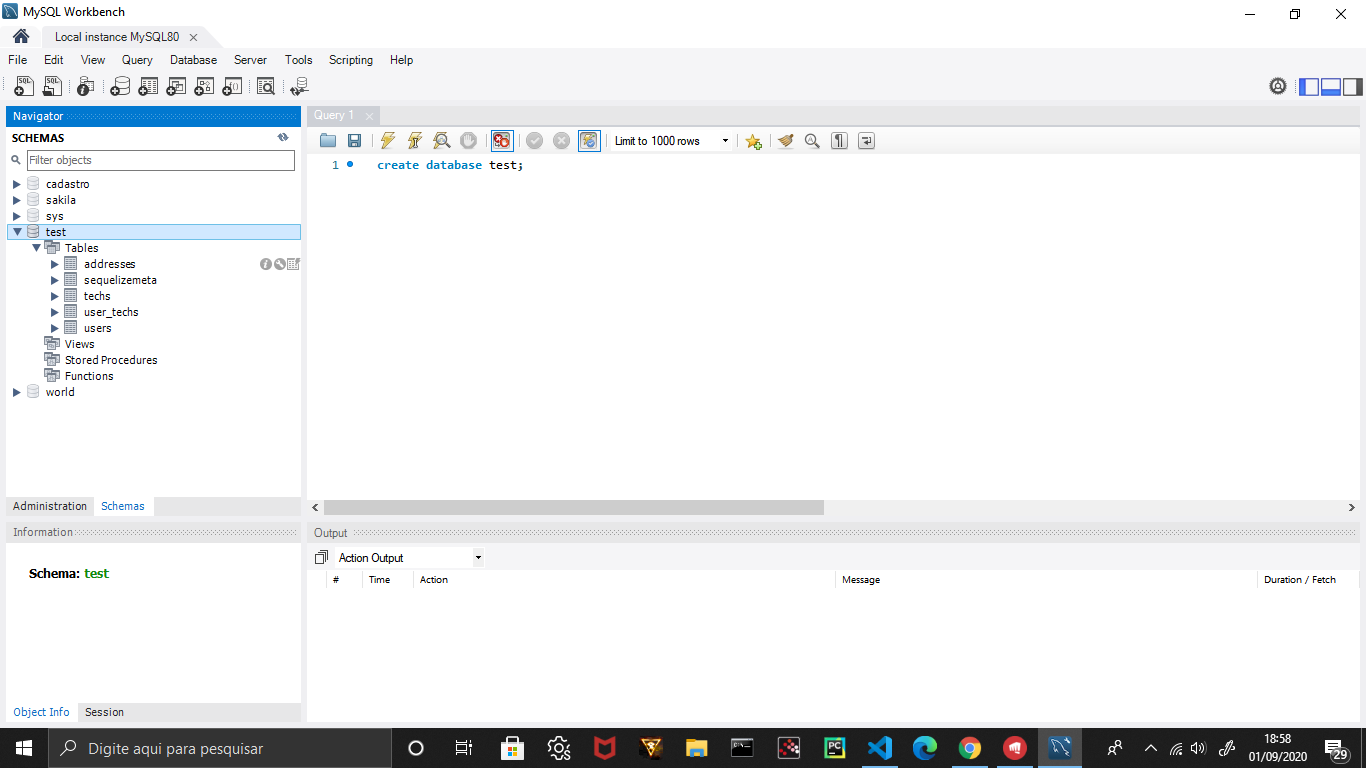 MySQL Workbench
Local instance MySQL80
File Edit View Query Database Server Tools Scripting Help
Navigator
SCHEMAS
Filter objects
cadastro
sakila
sys
test
Tables
addresses
sequelizemeta
techs
user_techs
users
Views
Stored Procedures
Functions
world
Administration Schemas
Information
Schema: test
Object Info Session
Query 1
Limit to 1000 rows
1 create database test;
Output
Action Output
# Time Action Message Duration / Fetch
Digite aqui para pesquisar
18:58
01/09/2020
29